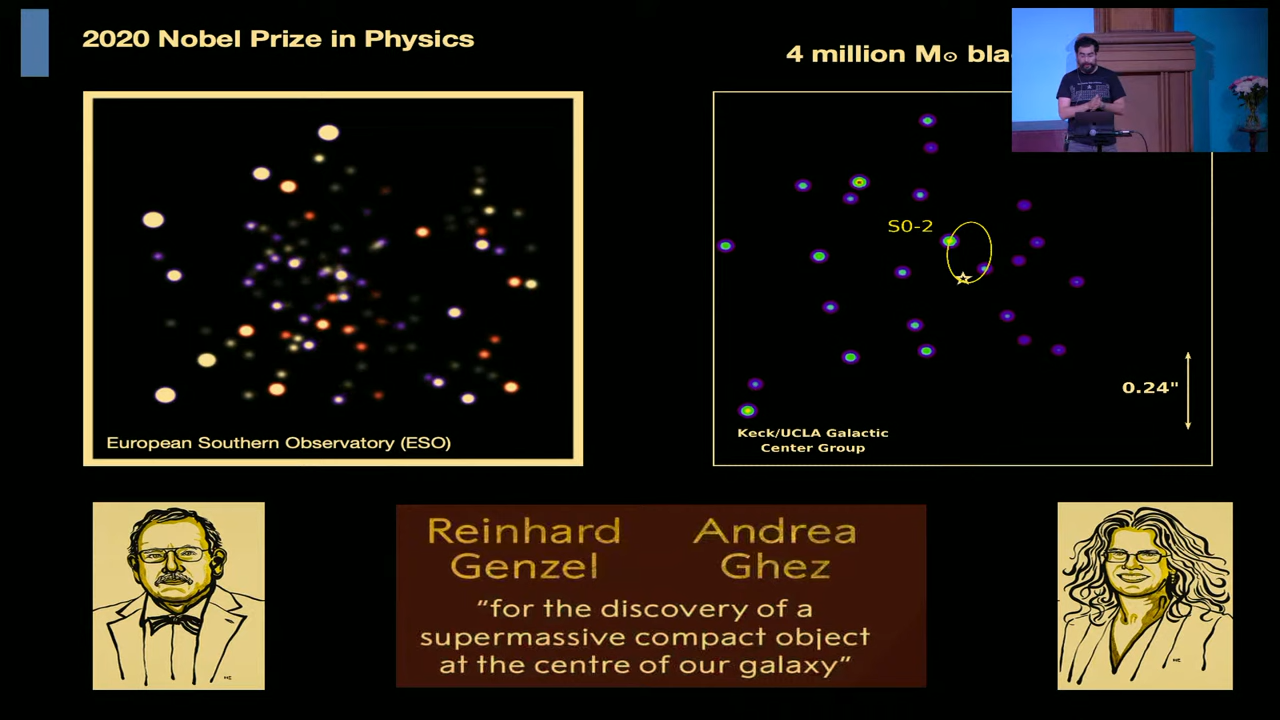 2020 Nobel Prize in Physics
4 million M☉
S0-2
0.24"
European Southern Observatory (ESO)
Keck/UCLA Galactic
Center Group
Reinhard Andrea
Genzel Ghez
“for the discovery of a
supermassive compact object
at the centre of our galaxy”